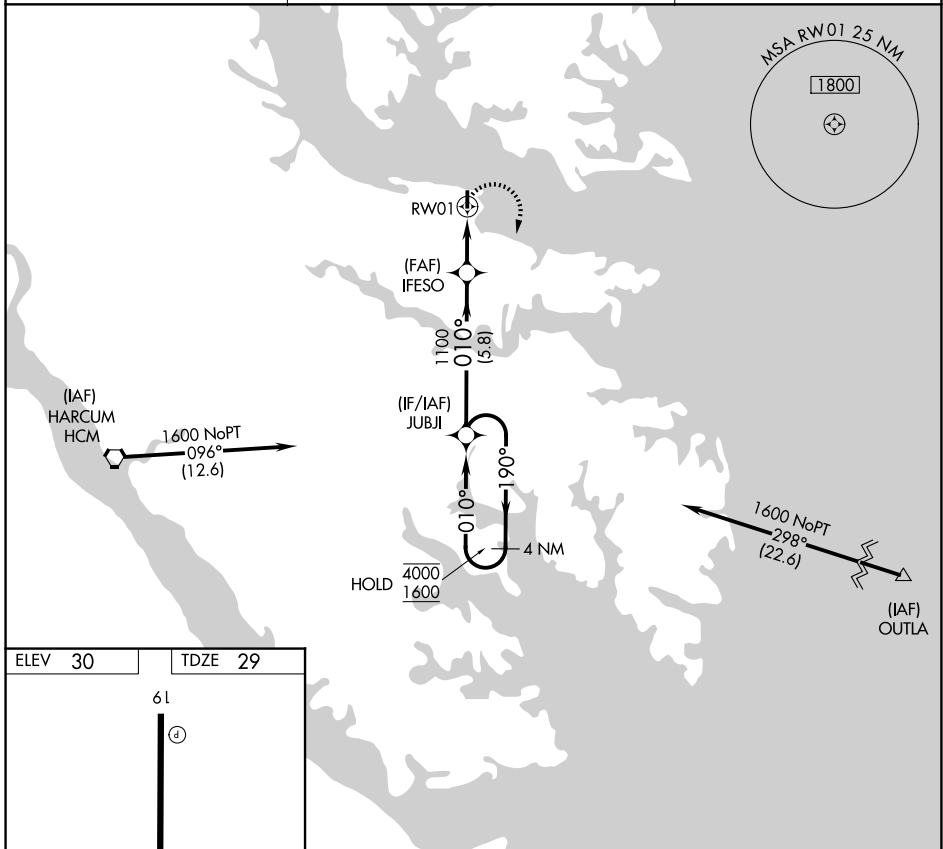 MSA RW01 25 NM
1800
RW01
(FAF)
IFESO
1100
010°
(5.8)
(IF/IAF)
JUBJI
(IAF)
HARCUM
HCM
1600 NoPT
096°
(12.6)
010°
190°
4 NM
HOLD
4000
1600
1600 NoPT
298°
(22.6)
(IAF)
OUTLA
ELEV 30
TDZE 29
19
P